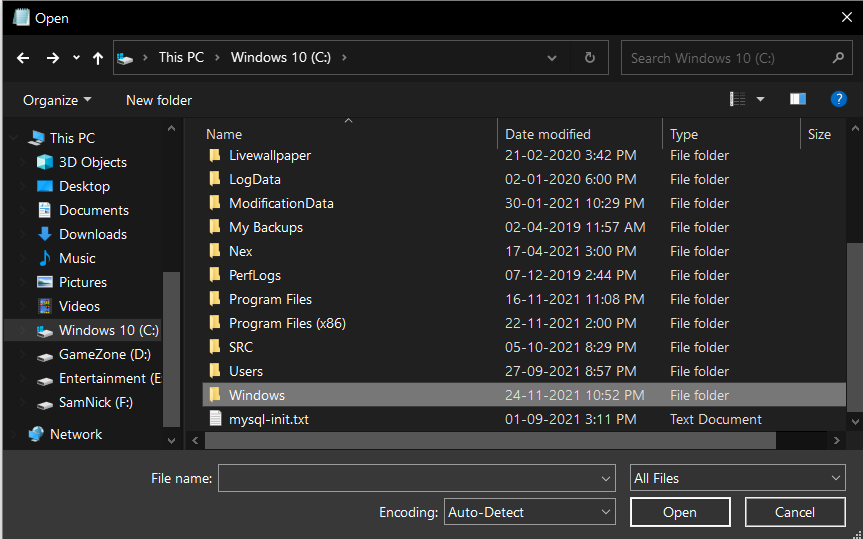 Open
This PC Windows 10 (C:) Search Windows 10 (C:)
Organize New folder ?
Name Date modified Type Size
This PC
3D Objects
Desktop
Documents
Downloads
Music
Pictures
Videos
Windows 10 (C:)
GameZone (D:)
Entertainment (E
SamNick (F:)
Network
Livewallpaper 21-02-2020 3:42 PM File folder
LogData 02-01-2020 6:00 PM File folder
ModificationData 30-01-2021 10:29 PM File folder
My Backups 02-04-2019 11:57 AM File folder
Nex 17-04-2021 3:00 PM File folder
PerfLogs 07-12-2019 2:44 PM File folder
Program Files 16-11-2021 11:08 PM File folder
Program Files (x86) 22-11-2021 2:00 PM File folder
SRC 05-10-2021 8:29 PM File folder
Users 27-09-2021 8:57 PM File folder
Windows 24-11-2021 10:52 PM File folder
mysql-init.txt 01-09-2021 3:11 PM Text Document
File name: All Files
Encoding: Auto-Detect Open Cancel